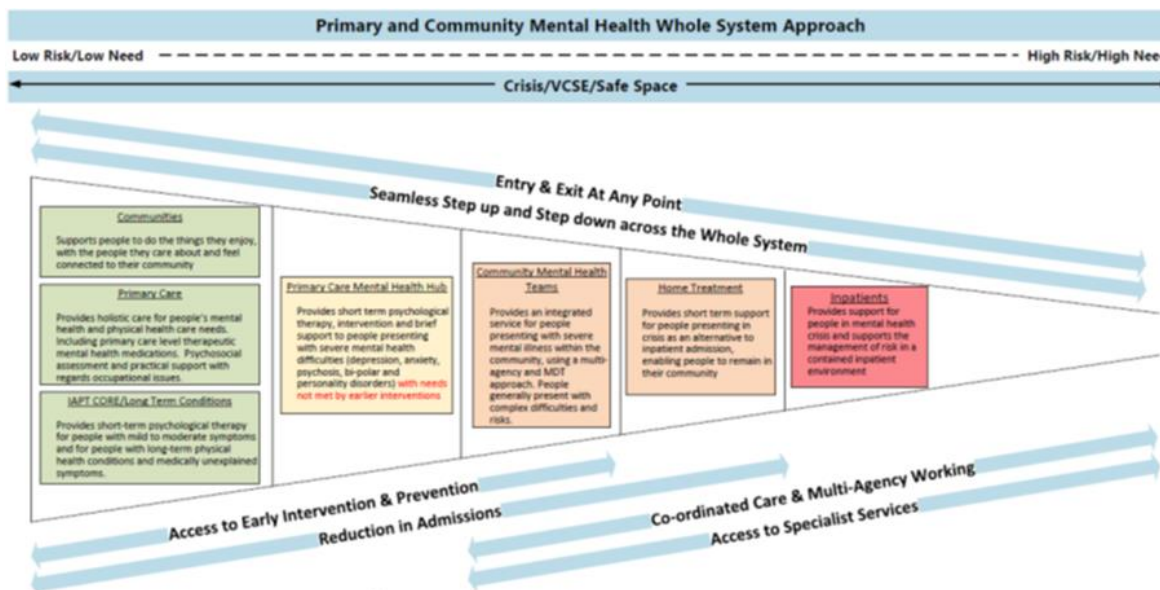 Primary and Community Mental Health Whole System Approach
Low Risk/Low Need
High Risk/High Need
Crisis/VCSE/Safe Space
Entry & Exit At Any Point
Seamless Step up and Step down across the Whole System
Communities
Supports people to do the things they enjoy,
with the people they care about and feel
connected to their community
Primary Care
Provides holistic care for people's mental
health and physical health care needs.
Including primary care level therapeutic
mental health medications. Psychosocial
assessment and practical support with
regards occupational issues.
IAPT CORE/Long Term Conditions
Provides short-term psychological therapy
for people with mild to moderate symptoms
and for people with long-term physical
health conditions and medically unexplained
symptoms.
Primary Care Mental Health Hub
Provides short term psychological
therapy, intervention and brief
support to people presenting
with severe mental health
difficulties (depression, anxiety,
psychosis, bi-polar and
personality disorders) with needs
not met by earlier interventions
Community Mental Health
Teams
Provides an integrated
service for people
presenting with severe
mental illness within the
community, using a multi-
agency and MDT
approach. People
generally present with
complex difficulties and
risks.
Home Treatment
Provides short term support
for people presenting in
crisis as an alternative to
inpatient admission,
enabling people to remain in
their community
Inpatients
Provides support for
people in mental health
crisis and supports the
management of risk in a
contained inpatient
environment
Access to Early Intervention & Prevention
Reduction in Admissions
Co-ordinated Care & Multi-Agency Working
Access to Specialist Services